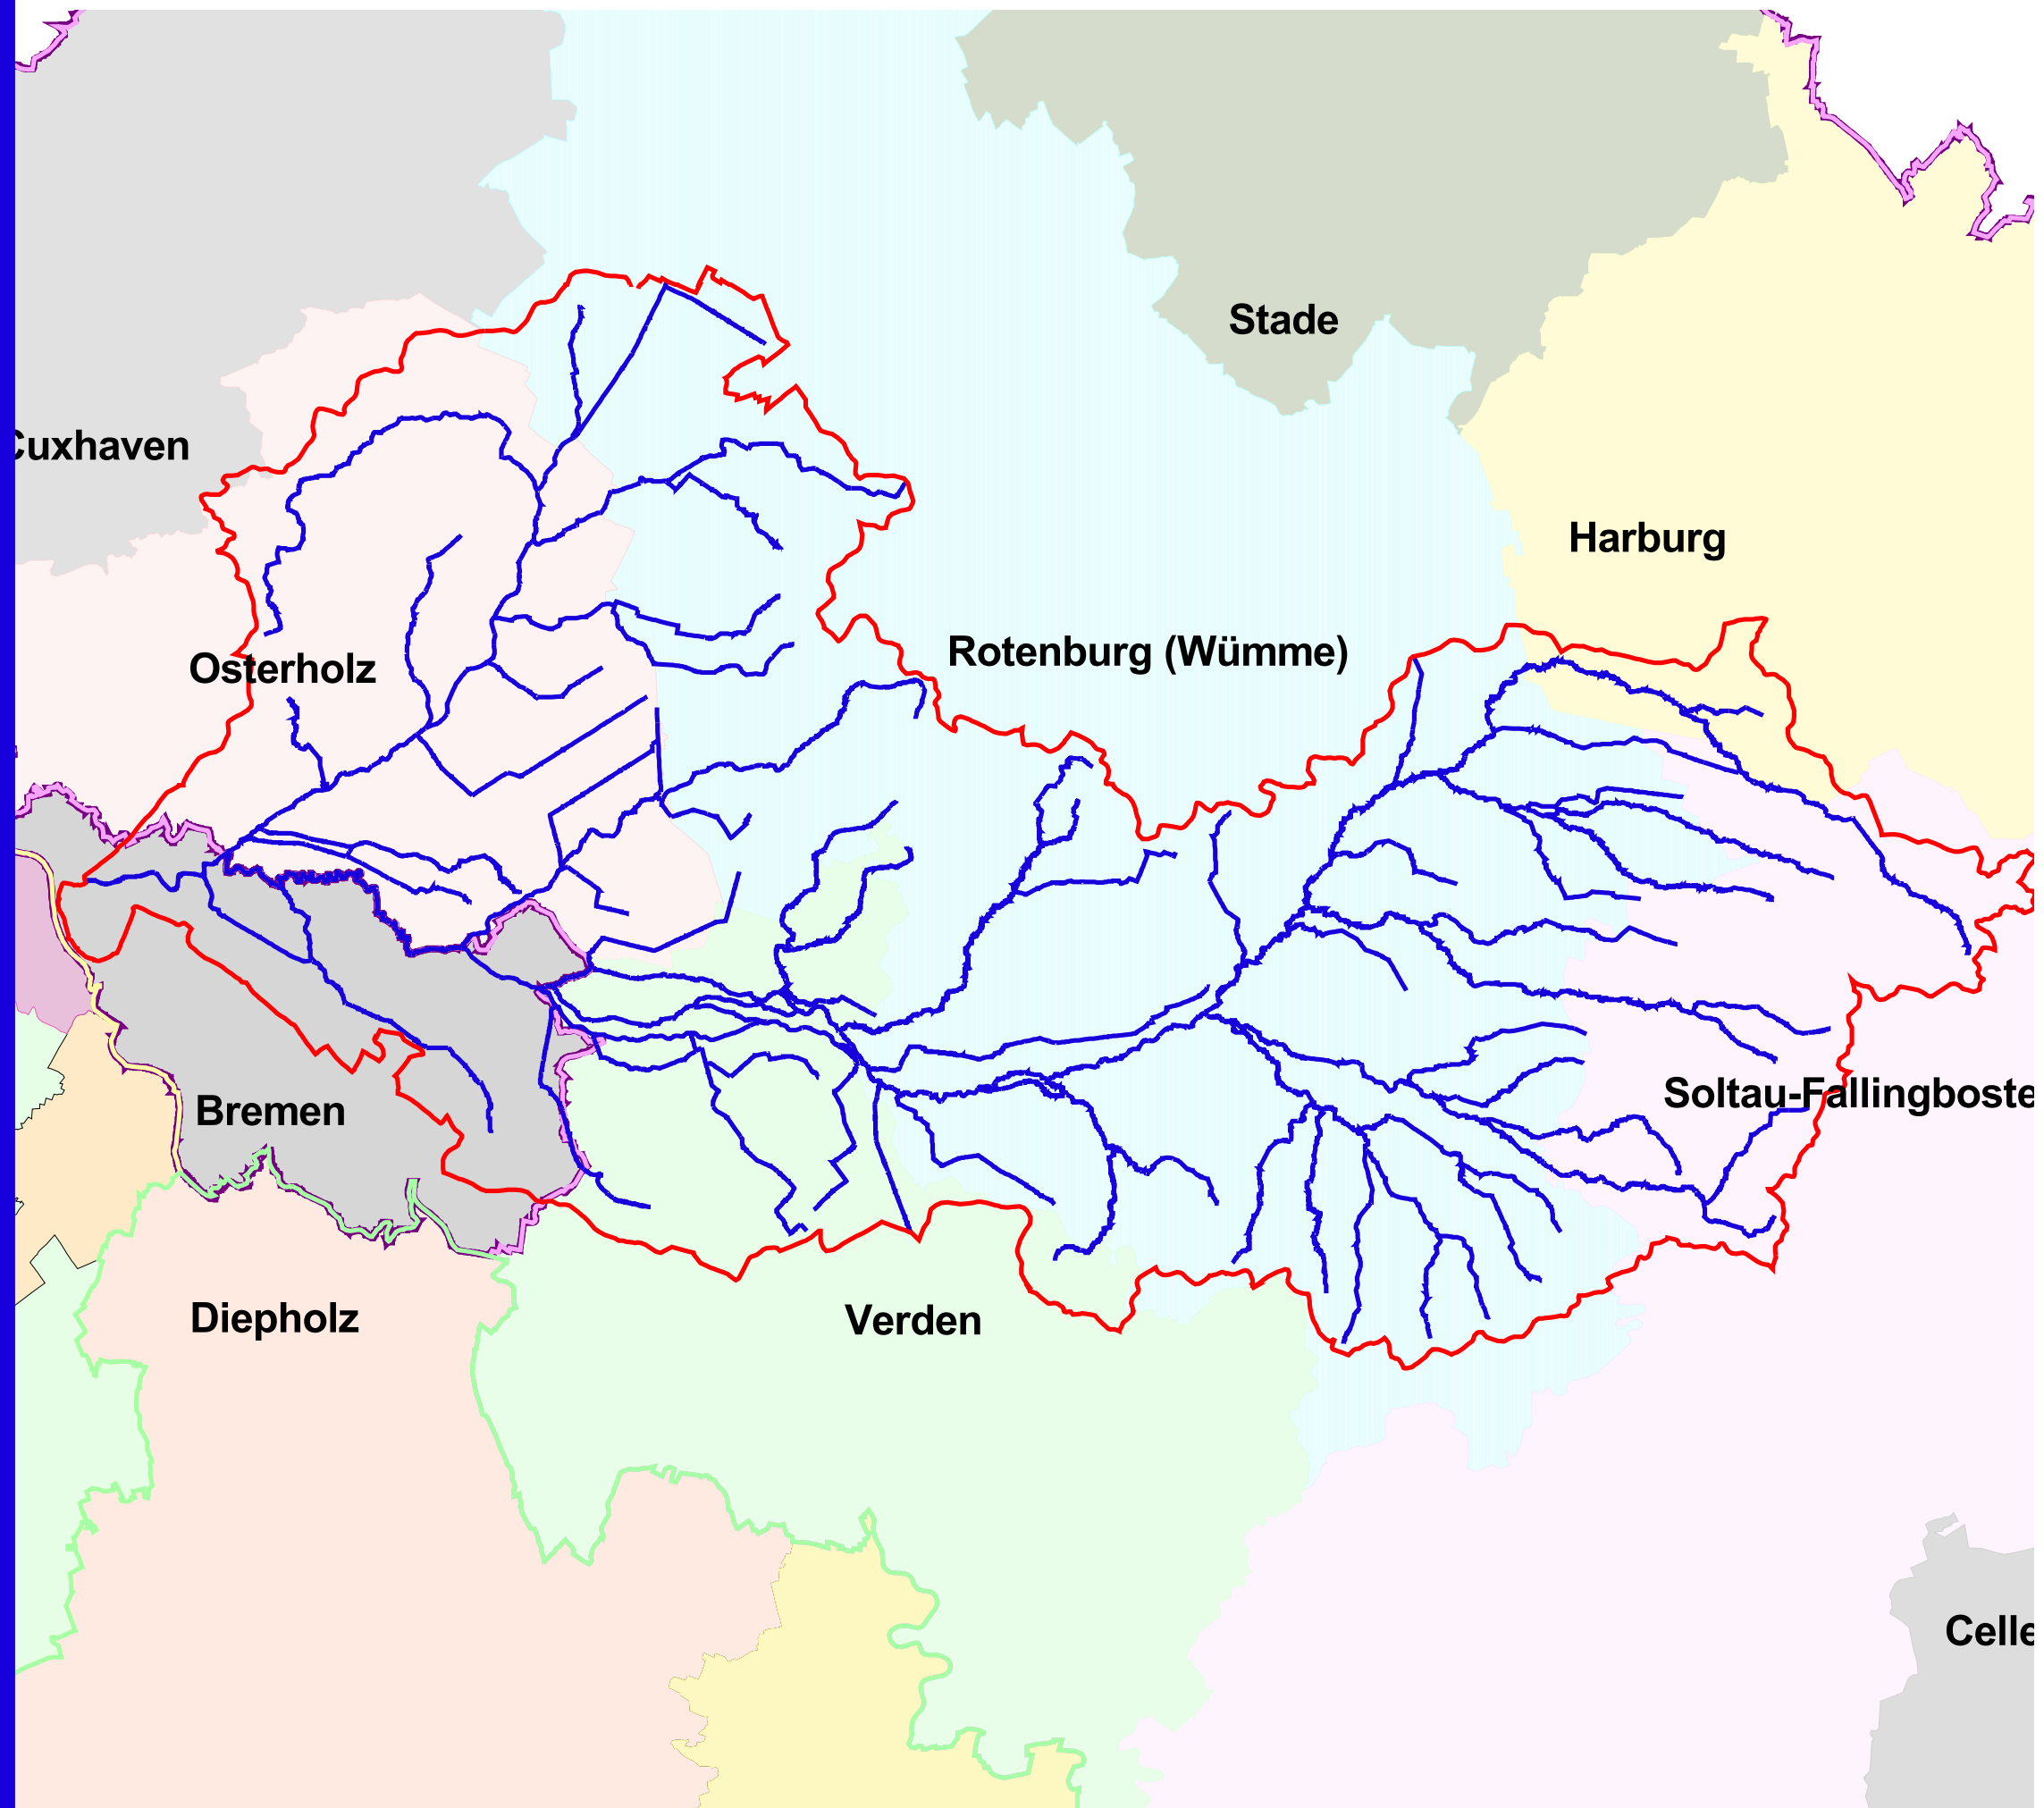 Stade
Cuxhaven
Harburg
Rotenburg (Wümme)
Osterholz
Soltau-Fallingboste
Bremen
Diepholz
Verden
Celle